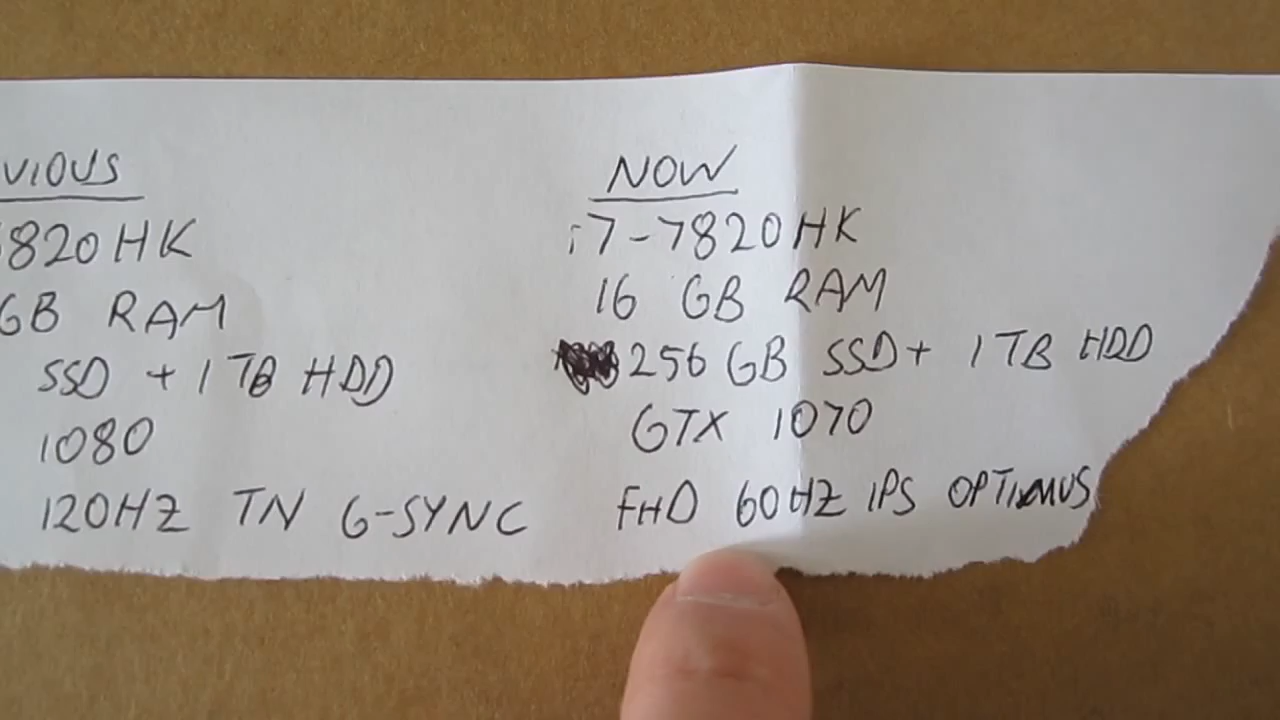 VIOUS NOW
820HK i7-7820HK
GB RAM 16 GB RAM
SSD + 1TB HDD 256 GB SSD + 1TB HDD
1080 GTX 1070
120HZ TN G-SYNC FHD 60HZ IPS OPTIMUS